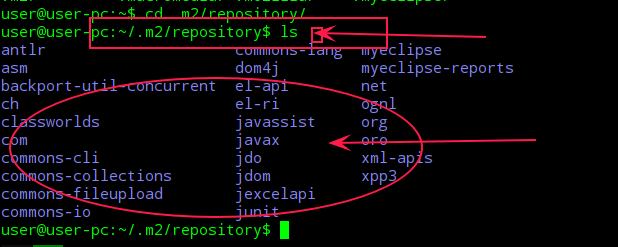 user@user-pc:~$ cd .m2/repository/
user@user-pc:~/.m2/repository$ ls
antlr commons-lang myeclipse
asm dom4j myeclipse-reports
backport-util-concurrent el-api net
ch el-ri ognl
classworlds javassist org
com javax oro
commons-cli jdo xml-apis
commons-collections jdom xpp3
commons-fileupload jexcelapi
commons-io junit
user@user-pc:~/.m2/repository$